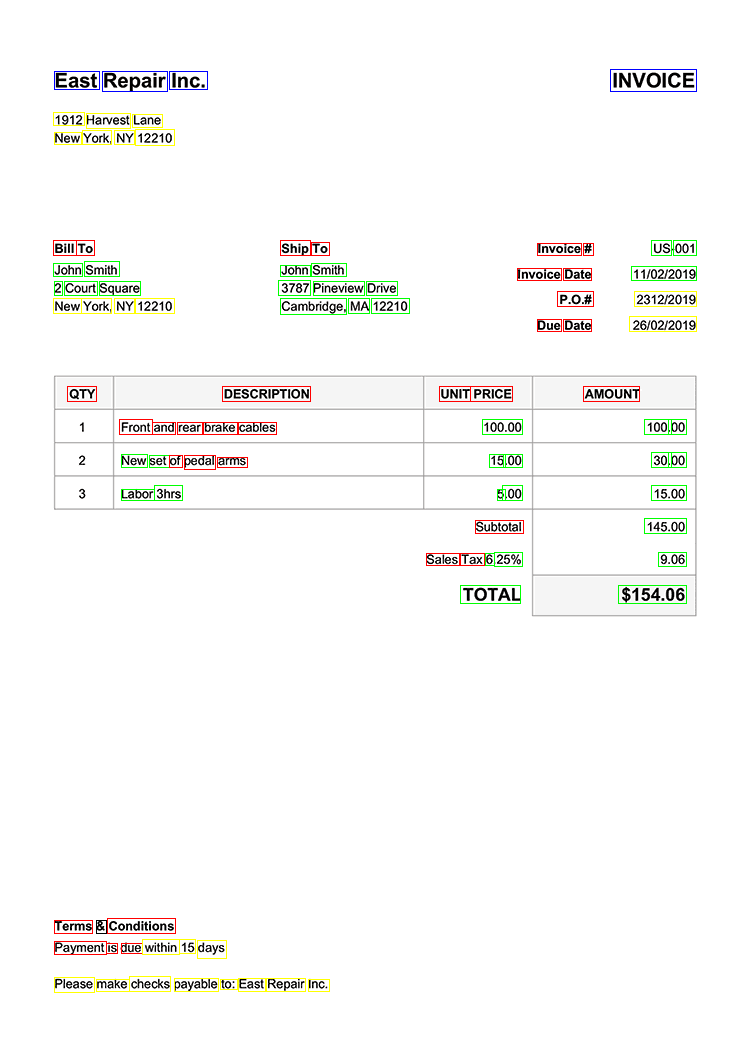 East Repair Inc. INVOICE
1912 Harvest Lane
New York, NY 12210
Bill To Ship To Invoice # US-001
John Smith John Smith Invoice Date 11/02/2019
2 Court Square 3787 Pineview Drive P.O.# 2312/2019
New York, NY 12210 Cambridge, MA 12210 Due Date 26/02/2019
QTY DESCRIPTION UNIT PRICE AMOUNT
1 Front and rear brake cables 100.00 100.00
2 New set of pedal arms 15.00 30.00
3 Labor 3hrs 5.00 15.00
Subtotal 145.00
Sales Tax 6.25% 9.06
TOTAL $154.06
Terms & Conditions
Payment is due within 15 days
Please make checks payable to: East Repair Inc.